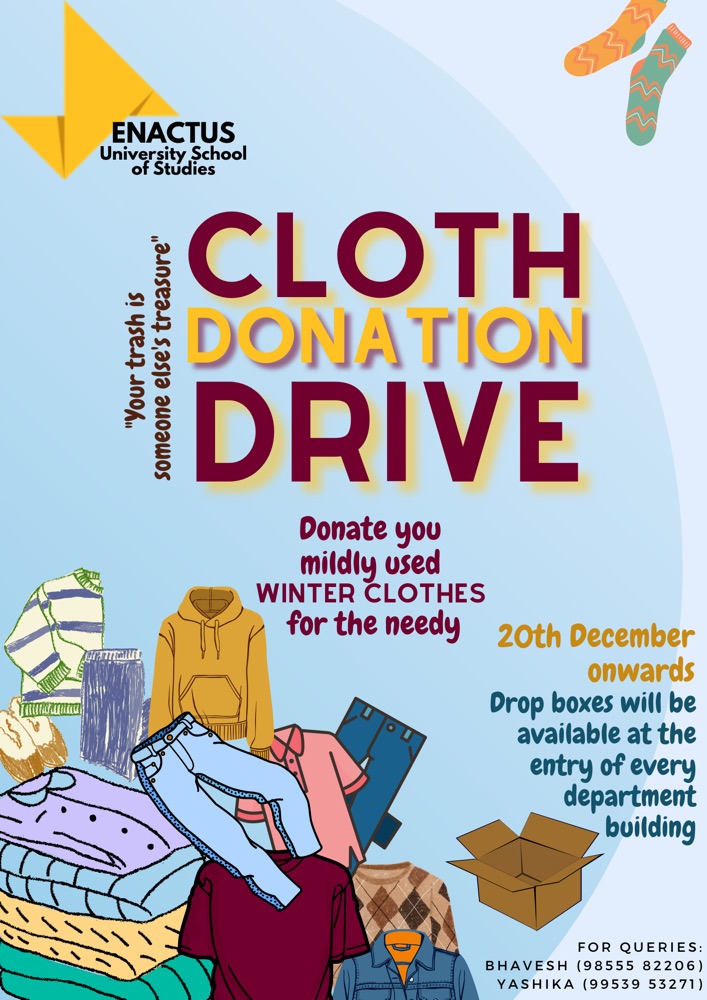 ENACTUS
University School
of Studies
"Your trash is
someone else's treasure"
CLOTH
DONATION
DRIVE
Donate you
mildly used
WINTER CLOTHES
for the needy
20th December
onwards
Drop boxes will be
available at the
entry of every
department
building
FOR QUERIES:
BHAVESH (98555 82206)
YASHIKA (99539 53271)